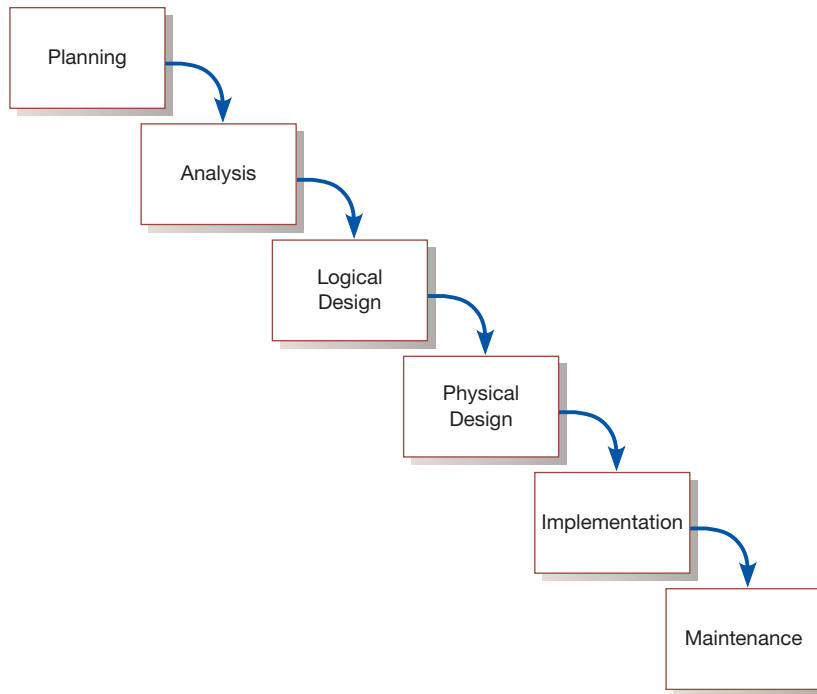 Planning
Analysis
Logical
Design
Physical
Design
Implementation
Maintenance